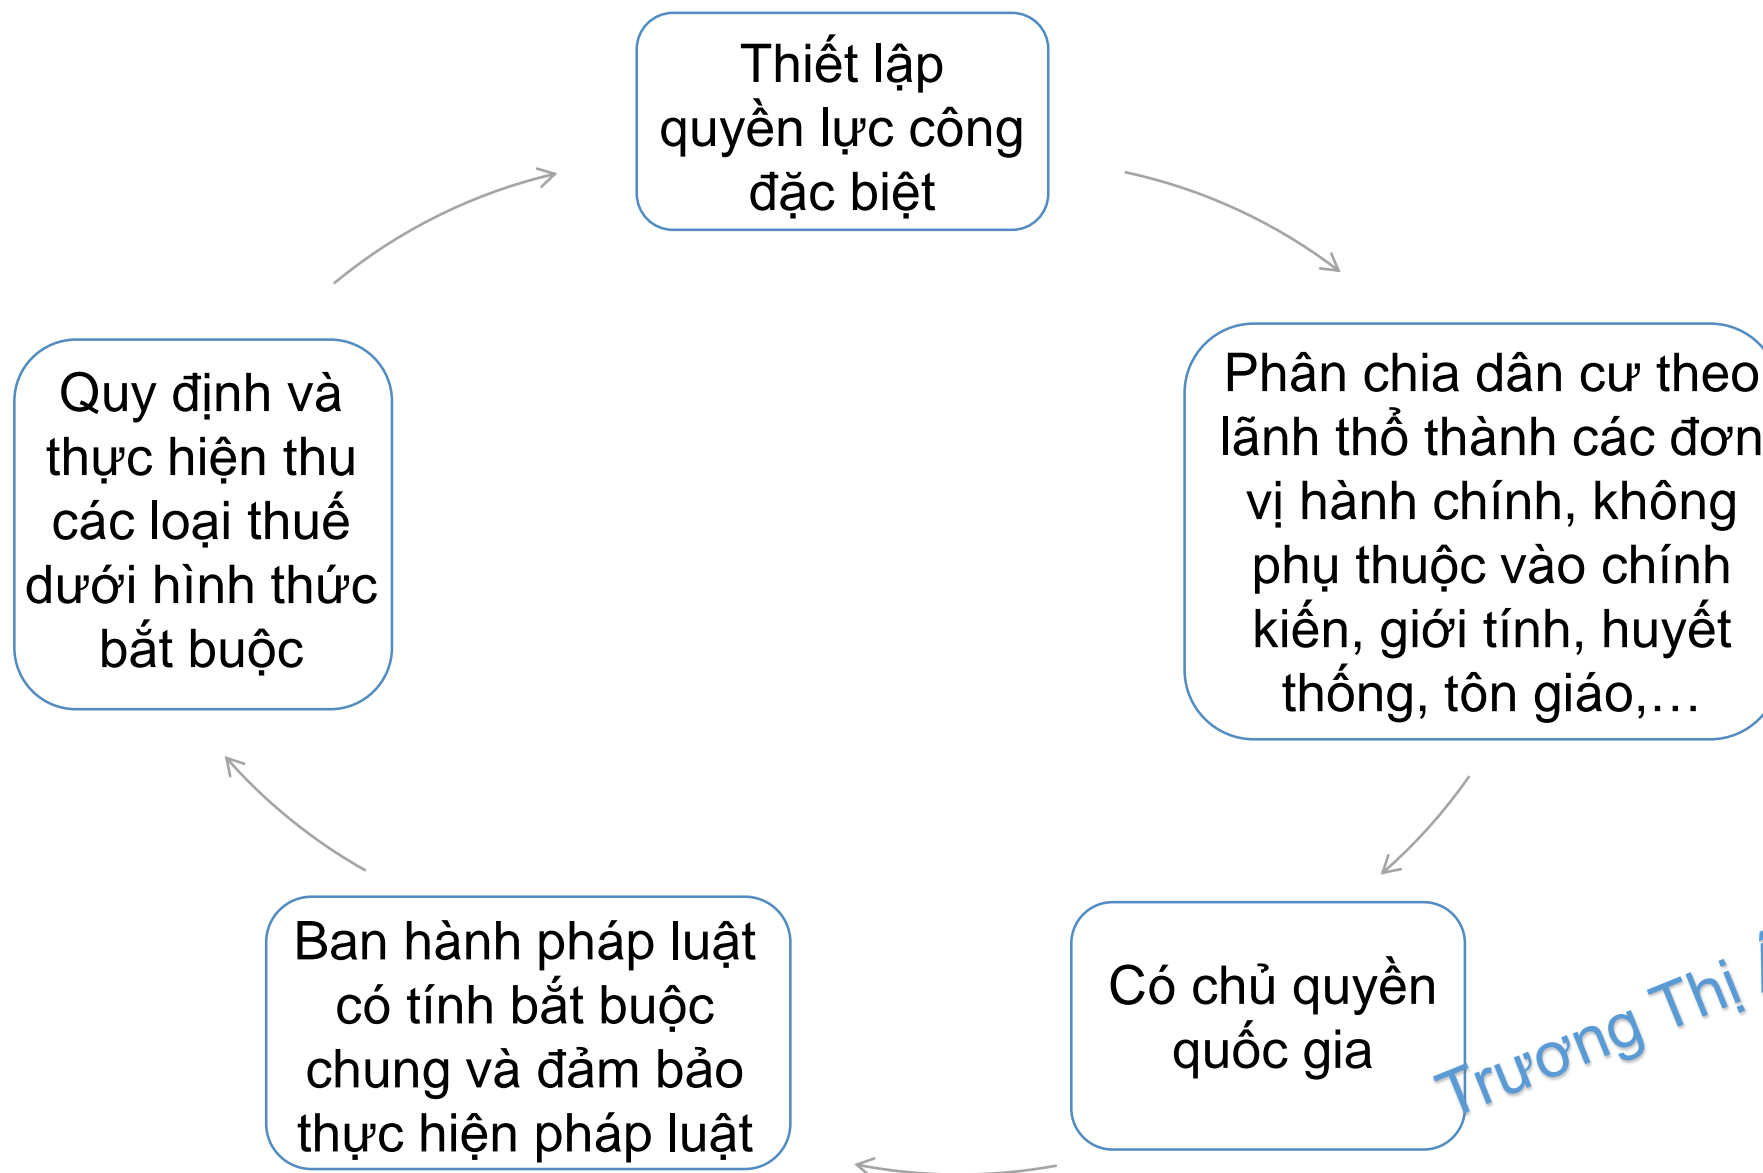 Thiết lập
quyền lực công
đặc biệt
Phân chia dân cư theo
lãnh thổ thành các đơn
vị hành chính, không
phụ thuộc vào chính
kiến, giới tính, huyết
thống, tôn giáo,…
Có chủ quyền
quốc gia
Ban hành pháp luật
có tính bắt buộc
chung và đảm bảo
thực hiện pháp luật
Quy định và
thực hiện thu
các loại thuế
dưới hình thức
bắt buộc
Trương Thị